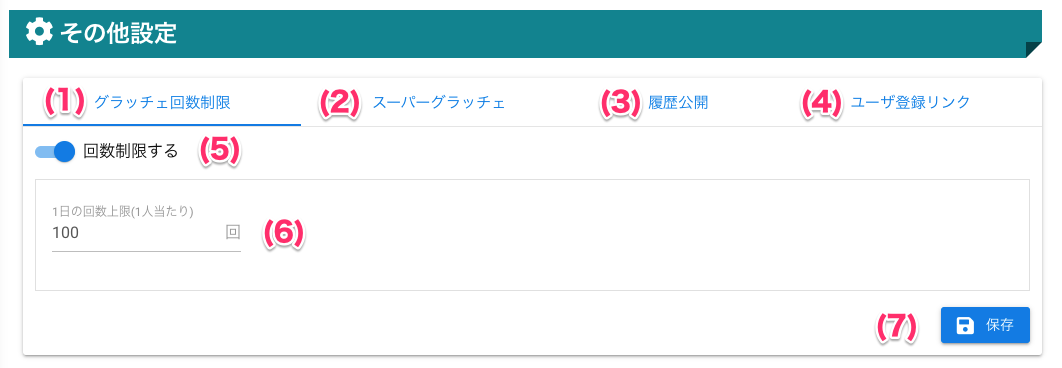 その他設定
(1) グラッチェ回数制限 (2) スーパーグラッチェ (3) 履歴公開 (4) ユーザ登録リンク
回数制限する (5)
1日の回数上限(1人当たり)
100 回 (6)
(7) 保存